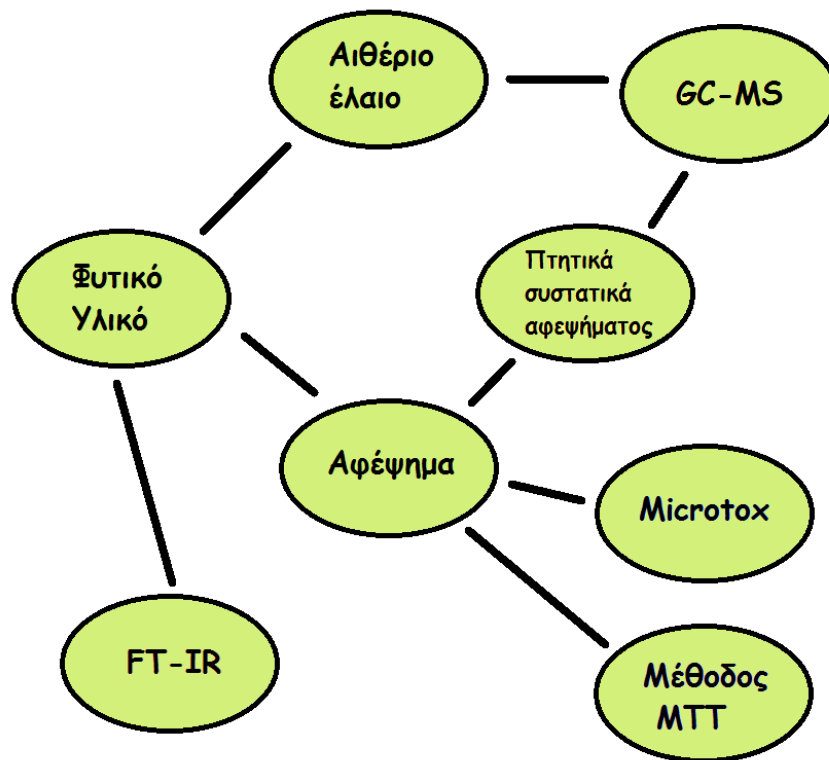 Αιθέριο
έλαιο
GC-MS
Φυτικό
Υλικό
Πτητικά
συστατικά
αφεψήματος
Αφέψημα
Microtox
FT-IR
Μέθοδος
MTT